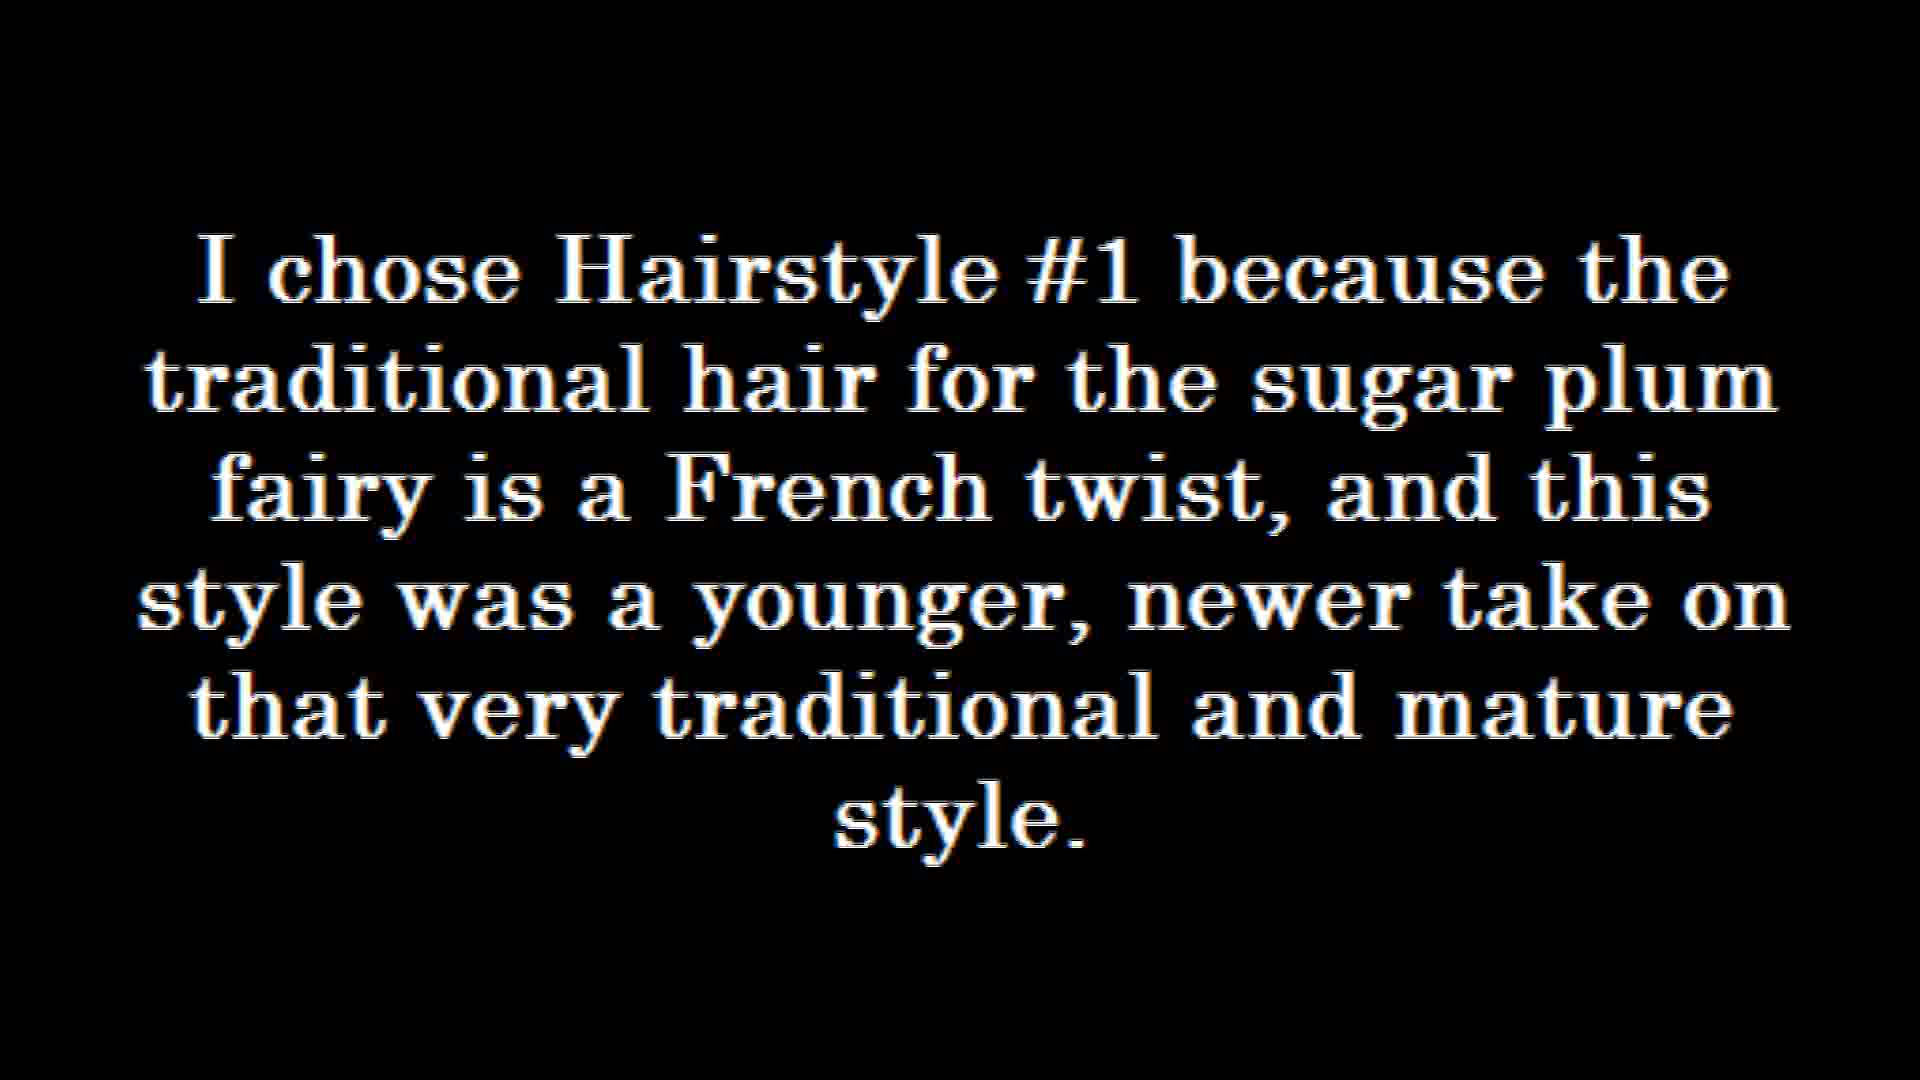 I chose Hairstyle #1 because the
traditional hair for the sugar plum
fairy is a French twist, and this
style was a younger, newer take on
that very traditional and mature
style.